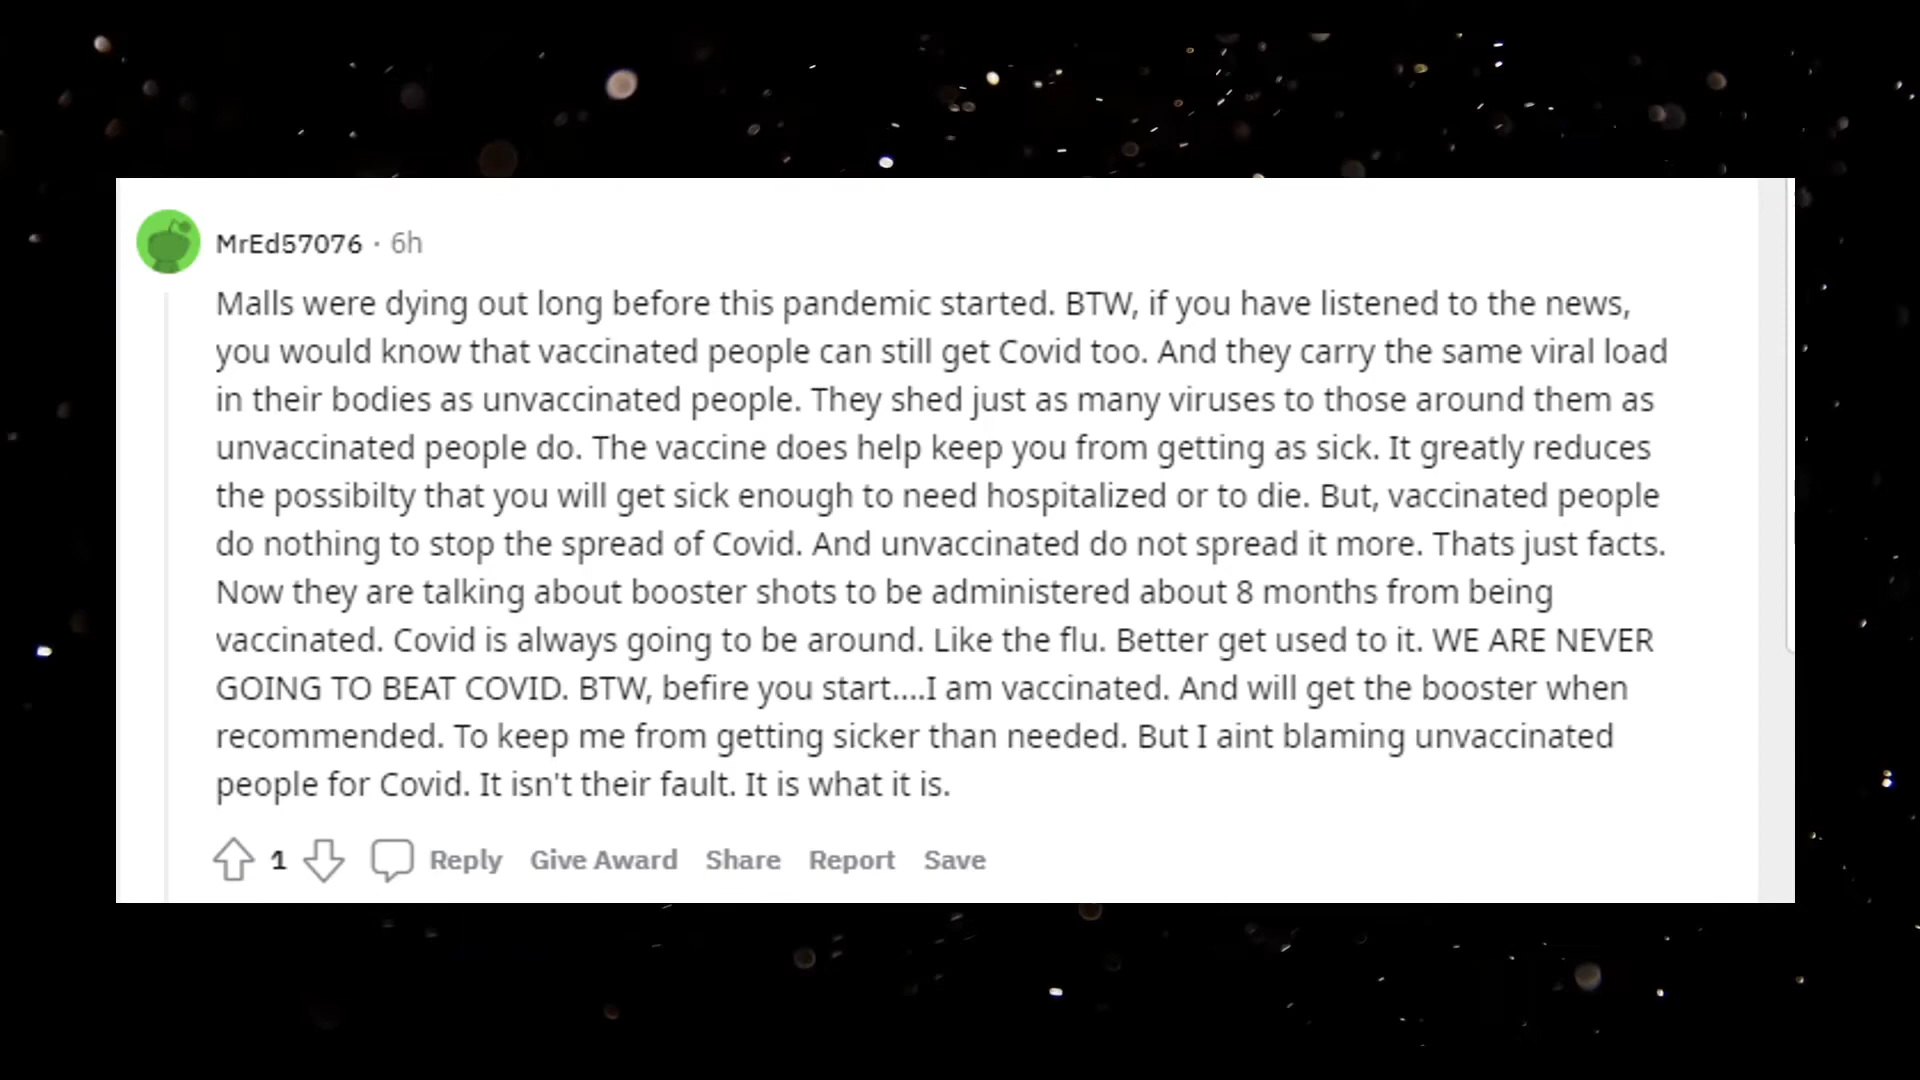 MrEd57076 · 6h
Malls were dying out long before this pandemic started. BTW, if you have listened to the news,
you would know that vaccinated people can still get Covid too. And they carry the same viral load
in their bodies as unvaccinated people. They shed just as many viruses to those around them as
unvaccinated people do. The vaccine does help keep you from getting as sick. It greatly reduces
the possibilty that you will get sick enough to need hospitalized or to die. But, vaccinated people
do nothing to stop the spread of Covid. And unvaccinated do not spread it more. Thats just facts.
Now they are talking about booster shots to be administered about 8 months from being
vaccinated. Covid is always going to be around. Like the flu. Better get used to it. WE ARE NEVER
GOING TO BEAT COVID. BTW, befire you start....I am vaccinated. And will get the booster when
recommended. To keep me from getting sicker than needed. But I aint blaming unvaccinated
people for Covid. It isn't their fault. It is what it is.
1 Reply Give Award Share Report Save